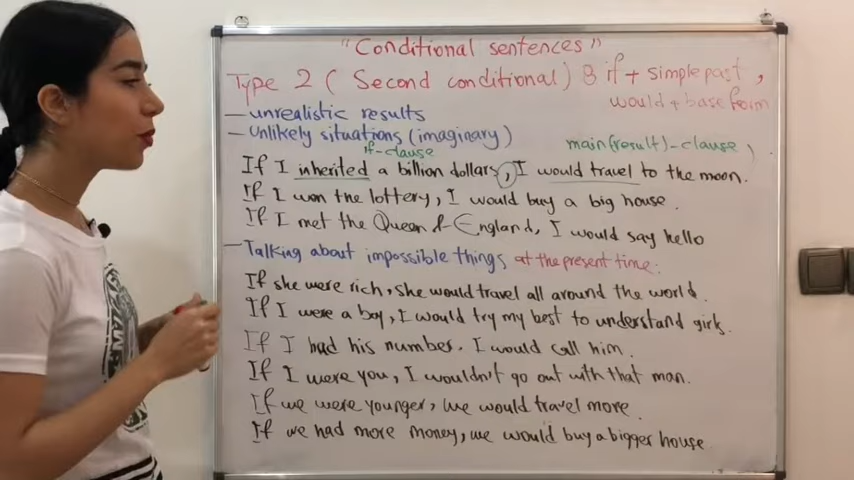 "Conditional sentences"
Type 2 (Second conditional) : if + simple past,
would + base form
- unrealistic results
- Unlikely situations (imaginary)
if-clause main(result)-clause
If I inherited a billion dollars, I would travel to the moon.
If I won the lottery, I would buy a big house.
If I met the Queen of England, I would say hello
- Talking about impossible things at the present time:
If she were rich, she would travel all around the world.
If I were a boy, I would try my best to understand girls.
If I had his number, I would call him.
If I were you, I wouldn't go out with that man.
If we were younger, we would travel more.
If we had more money, we would buy a bigger house.